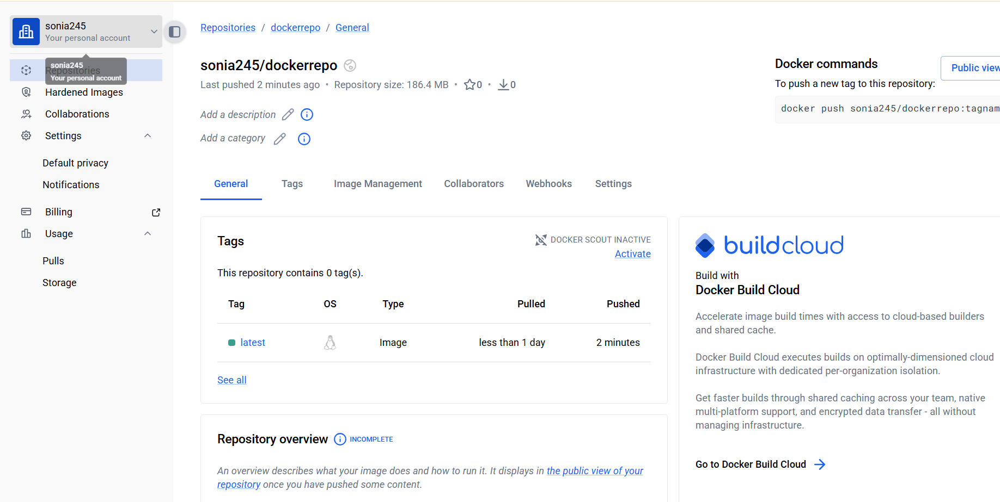 sonia245
Your personal account
sonia245
Your personal account
Repositories
Hardened Images
Collaborations
Settings
Default privacy
Notifications
Billing
Usage
Pulls
Storage
Repositories / dockerrepo / General
sonia245/dockerrepo
Last pushed 2 minutes ago • Repository size: 186.4 MB • 0 • 0
Add a description
Add a category
Docker commands
Public view
To push a new tag to this repository:
docker push sonia245/dockerrepo:tagnam
General Tags Image Management Collaborators Webhooks Settings
Tags
DOCKER SCOUT INACTIVE
Activate
This repository contains 0 tag(s).
Tag OS Type Pulled Pushed
latest Image less than 1 day 2 minutes
See all
Repository overview INCOMPLETE
An overview describes what your image does and how to run it. It displays in the public view of your
repository once you have pushed some content.
buildcloud
Build with
Docker Build Cloud
Accelerate image build times with access to cloud-based builders
and shared cache.
Docker Build Cloud executes builds on optimally-dimensioned cloud
infrastructure with dedicated per-organization isolation.
Get faster builds through shared caching across your team, native
multi-platform support, and encrypted data transfer - all without
managing infrastructure.
Go to Docker Build Cloud